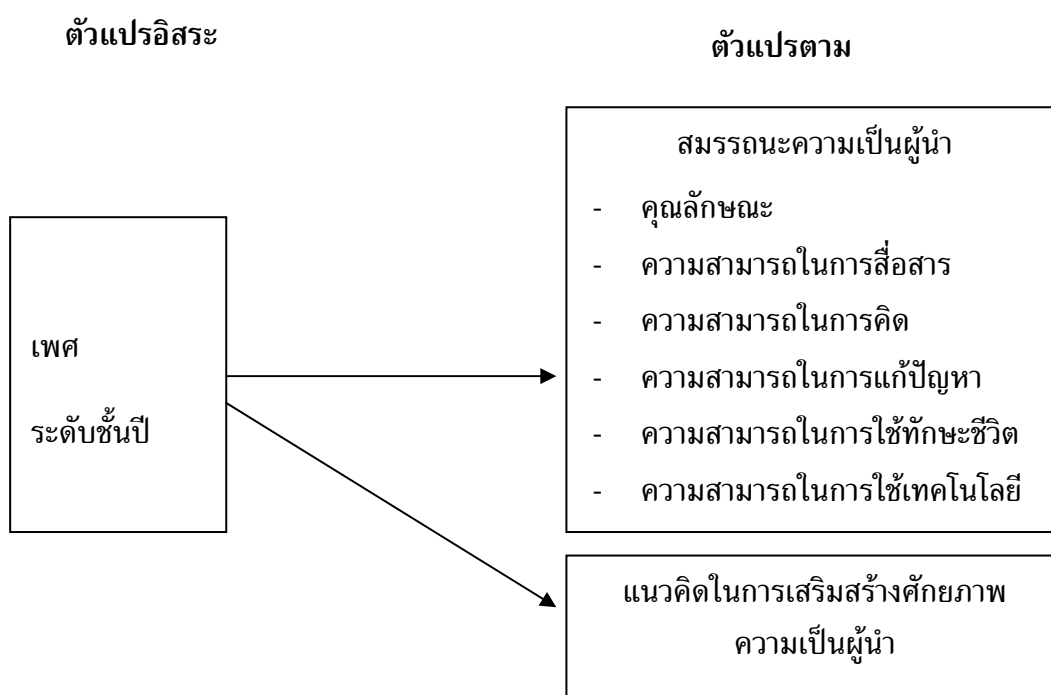 ตัวแปรอิสระ
ตัวแปรตาม
เพศ
ระดับชั้นปี
สมรรถนะความเป็นผู้นำ
- คุณลักษณะ
- ความสามารถในการสื่อสาร
- ความสามารถในการคิด
- ความสามารถในการแก้ปัญหา
- ความสามารถในการใช้ทักษะชีวิต
- ความสามารถในการใช้เทคโนโลยี
แนวคิดในการเสริมสร้างศักยภาพ
ความเป็นผู้นำ